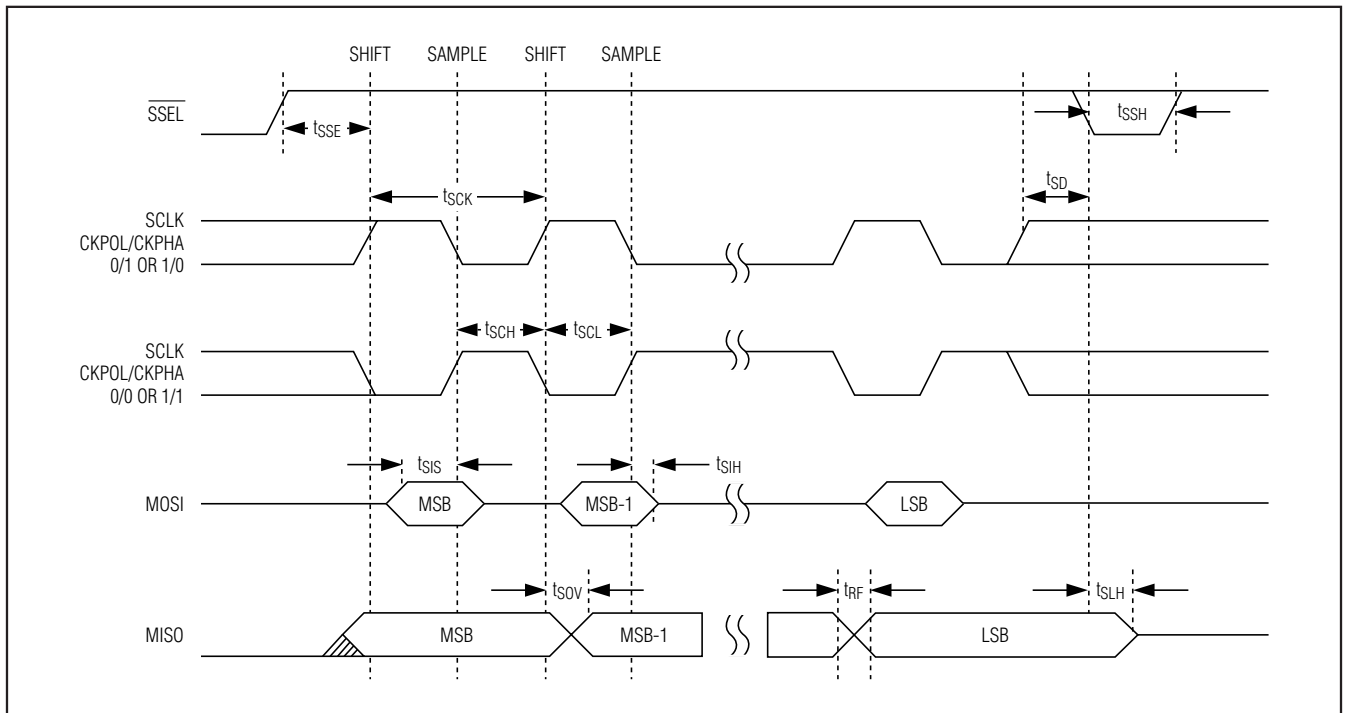 SHIFT SAMPLE SHIFT SAMPLE
SSEL
tSSE
tSSH
tSCK
tSD
SCLK
CKPOL/CKPHA
0/1 OR 1/0
tSCH tSCL
SCLK
CKPOL/CKPHA
0/0 OR 1/1
tSIS tSIH
MOSI MSB MSB-1 LSB
tSOV tRF tSLH
MISO MSB MSB-1 LSB